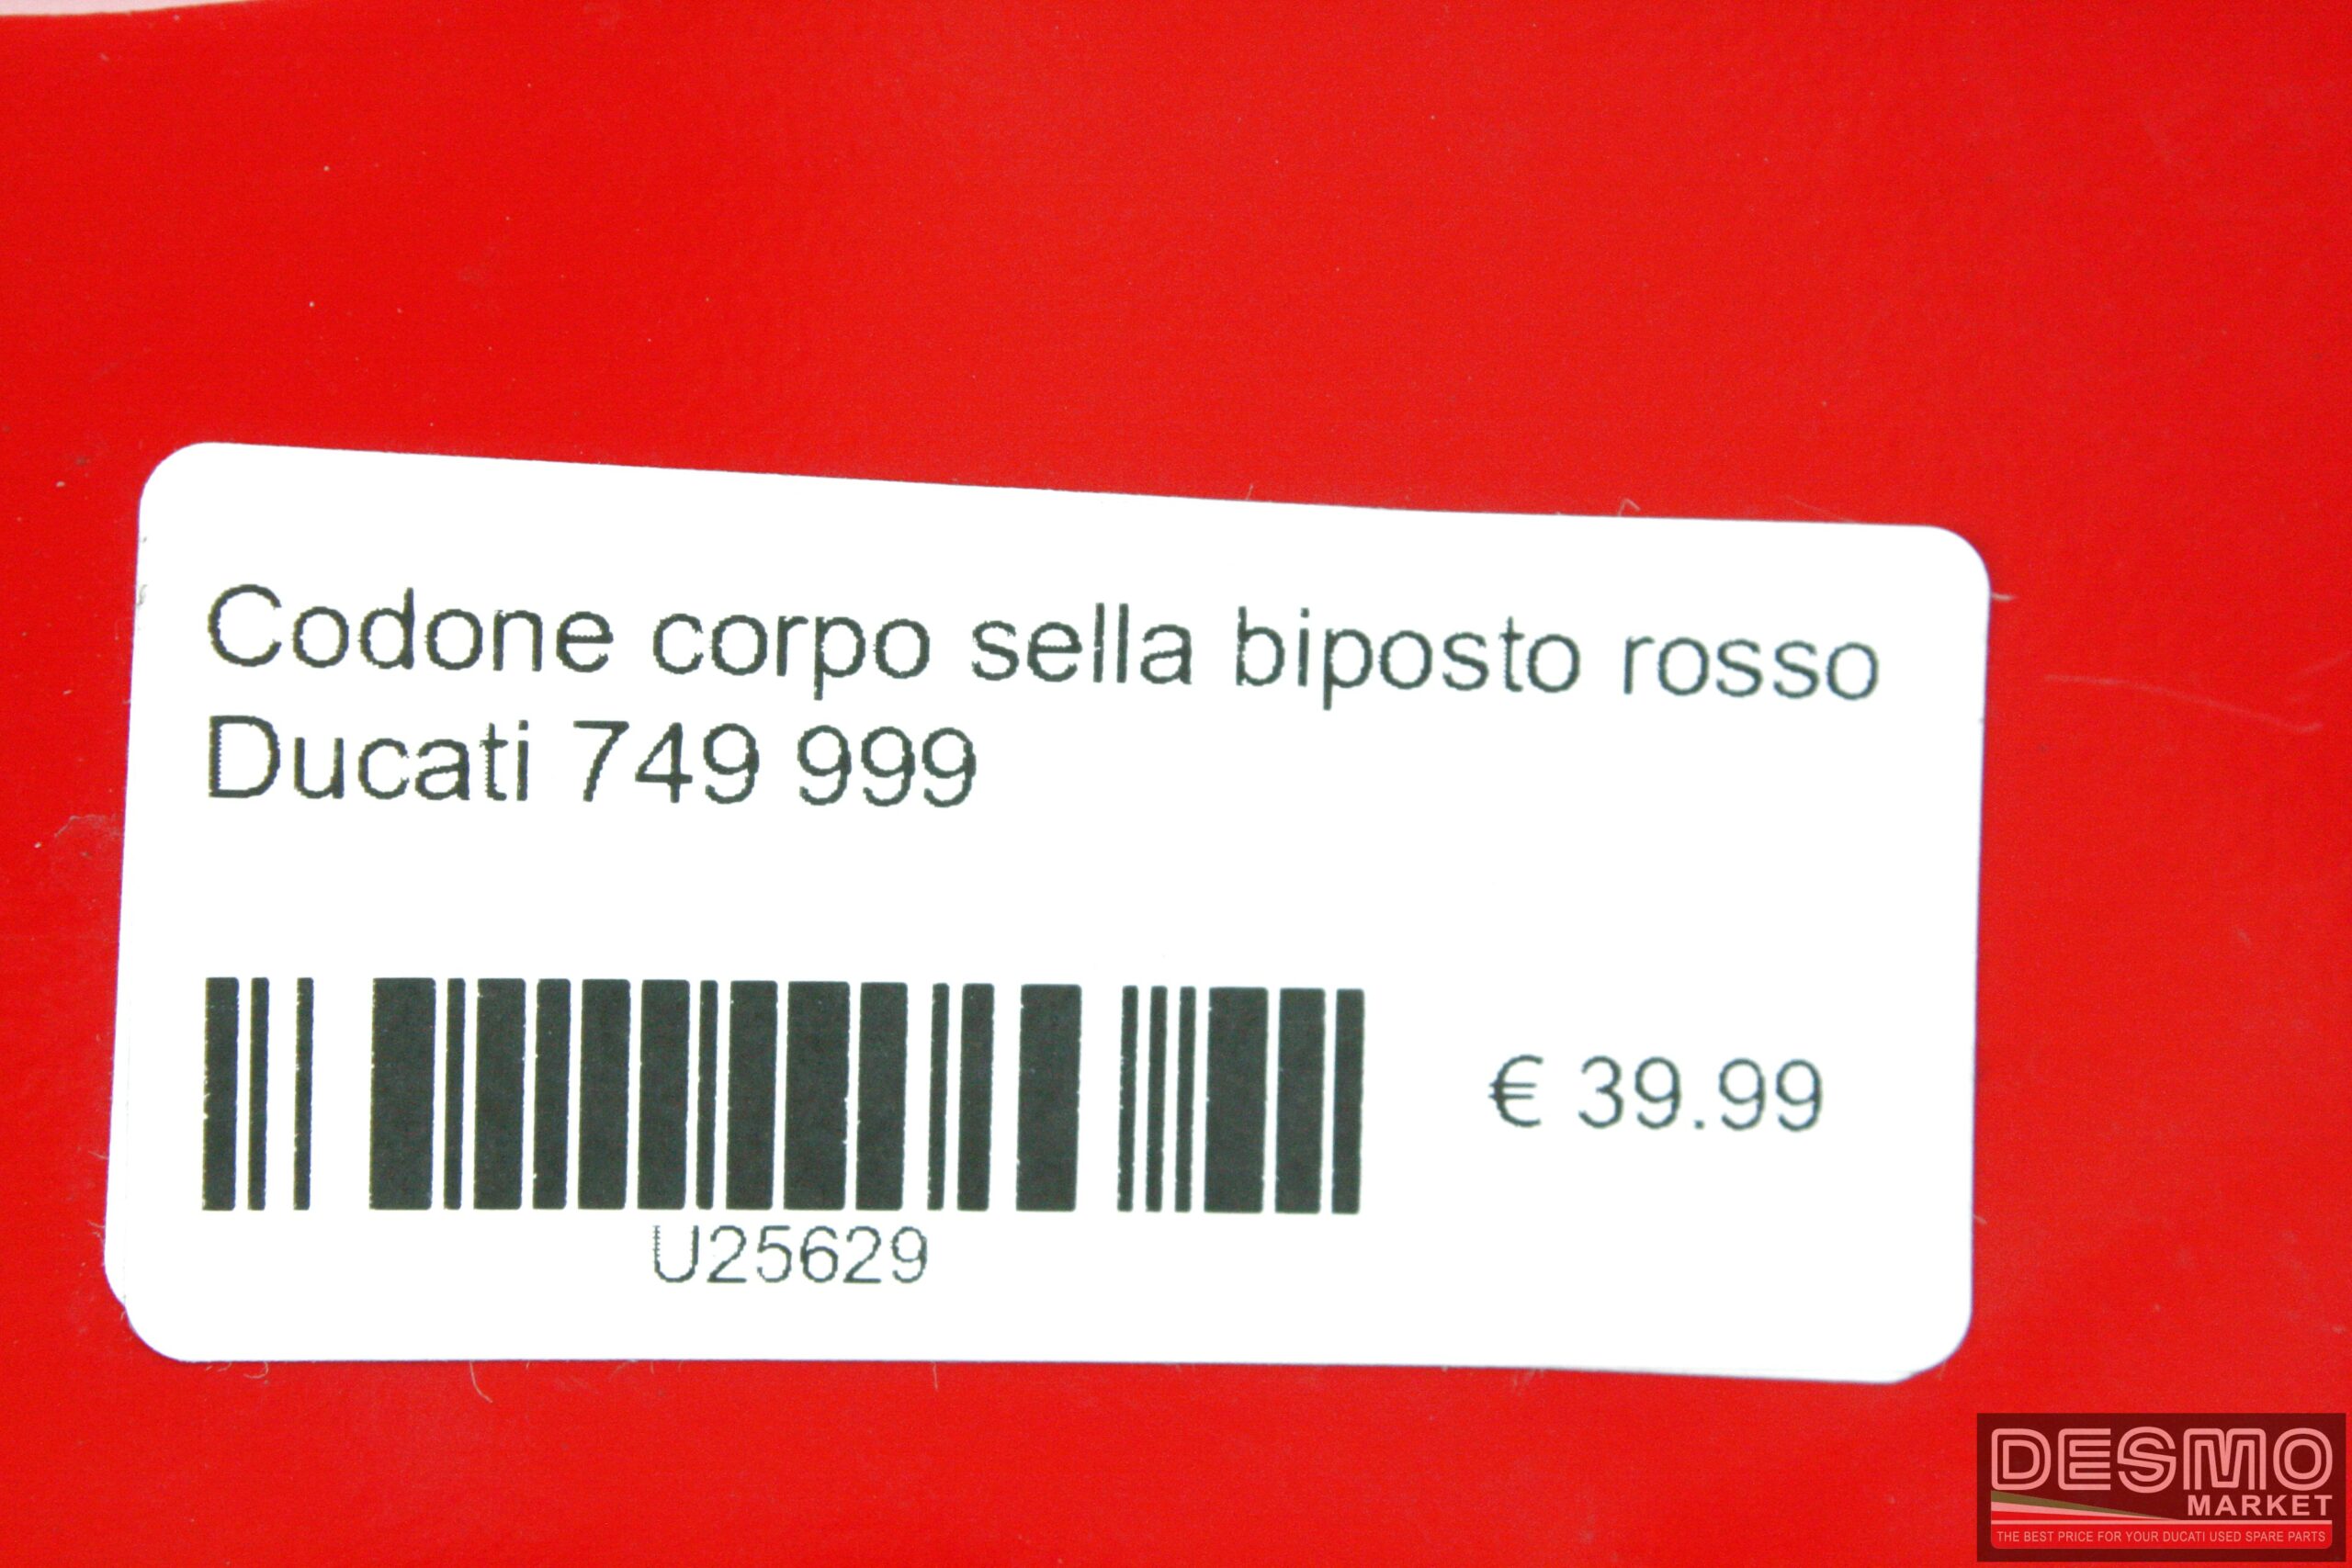 Codone corpo sella biposto rosso
Ducati 749 999
€ 39.99
U25629
DESMO
MARKET
THE BEST PRICE FOR YOUR DUCATI USED SPARE PARTS